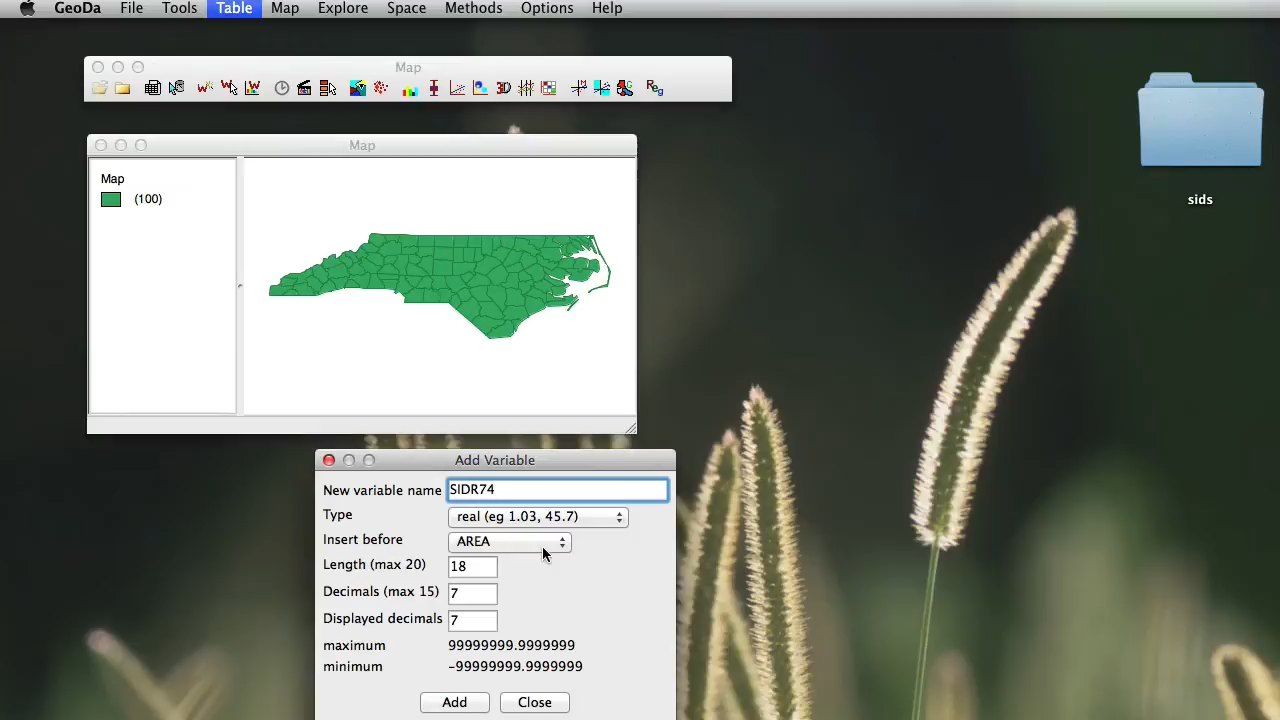 GeoDa File Tools Table Map Explore Space Methods Options Help
Map
Map
Map
(100)
sids
Add Variable
New variable name SIDR74
Type real (eg 1.03, 45.7)
Insert before AREA
Length (max 20) 18
Decimals (max 15) 7
Displayed decimals 7
maximum 99999999.9999999
minimum -99999999.9999999
Add Close